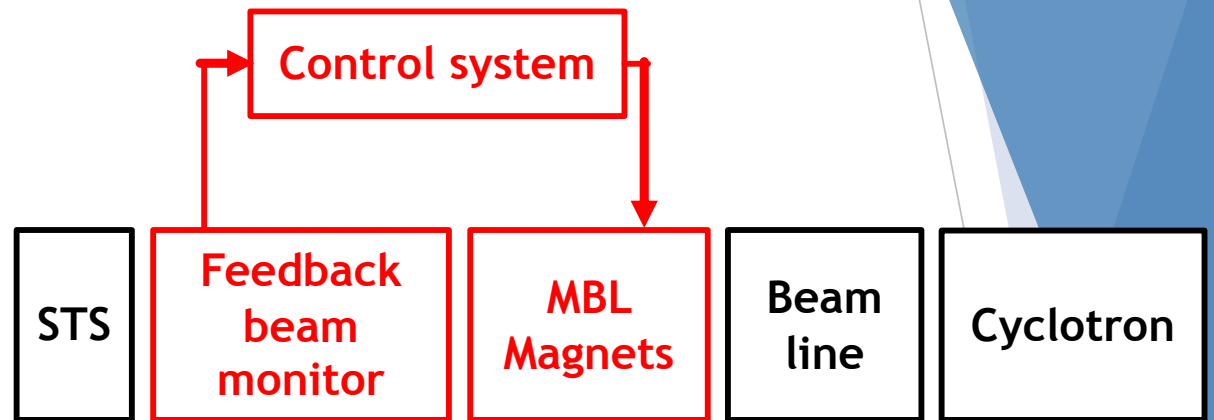 Control system
STS
Feedback
beam
monitor
MBL
Magnets
Beam
line
Cyclotron